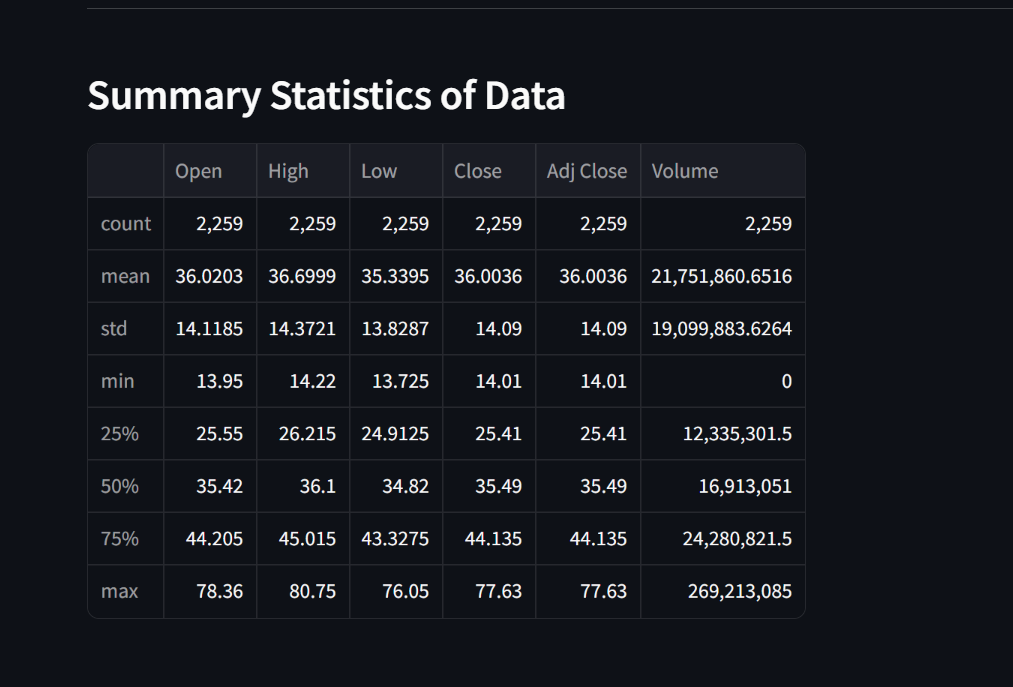 Summary Statistics of Data
Open High Low Close Adj Close Volume
count 2,259 2,259 2,259 2,259 2,259 2,259
mean 36.0203 36.6999 35.3395 36.0036 36.0036 21,751,860.6516
std 14.1185 14.3721 13.8287 14.09 14.09 19,099,883.6264
min 13.95 14.22 13.725 14.01 14.01 0
25% 25.55 26.215 24.9125 25.41 25.41 12,335,301.5
50% 35.42 36.1 34.82 35.49 35.49 16,913,051
75% 44.205 45.015 43.3275 44.135 44.135 24,280,821.5
max 78.36 80.75 76.05 77.63 77.63 269,213,085